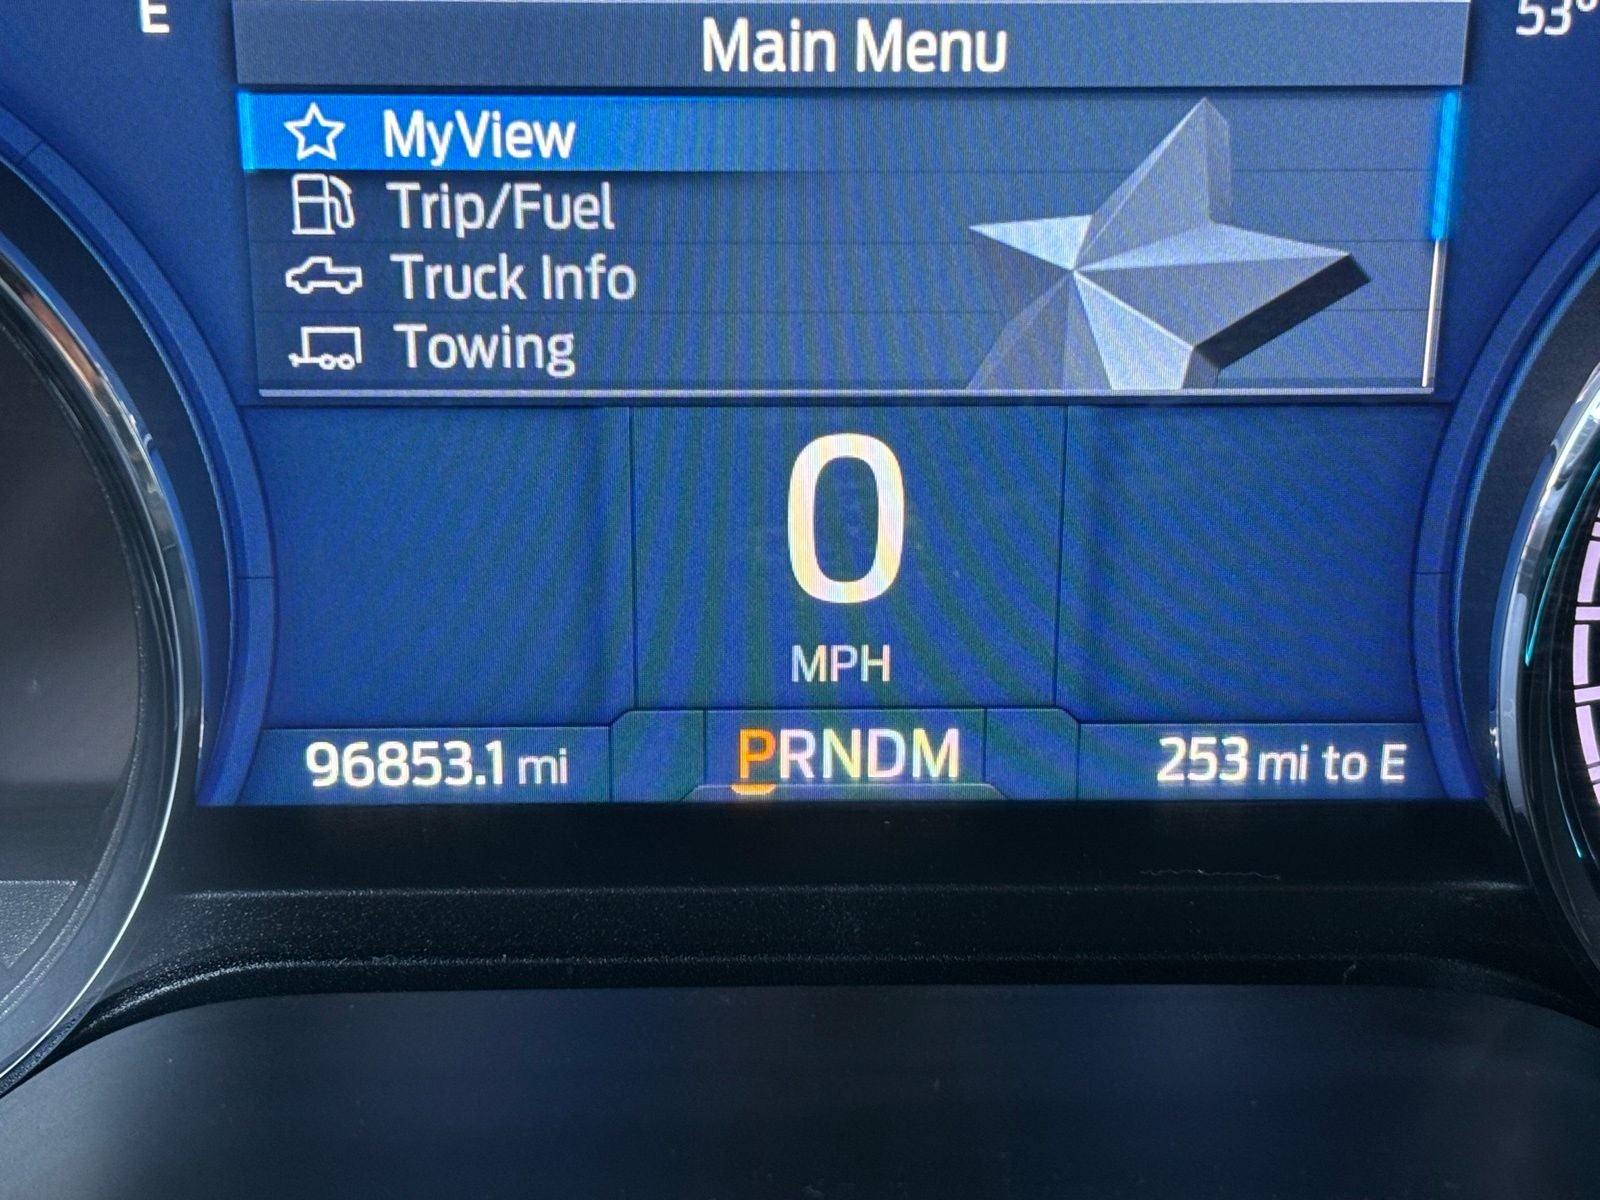 E
53°
Main Menu
MyView
Trip/Fuel
Truck Info
Towing
0
MPH
96853.1 mi
PRNDM
253 mi to E